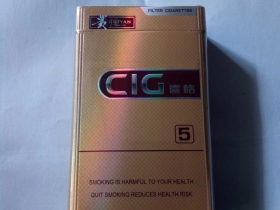 FILTER CIGARETTES
CIG
5
SMOKING IS HARMFUL TO YOUR HEALTH
QUIT SMOKING REDUCES HEALTH RISK